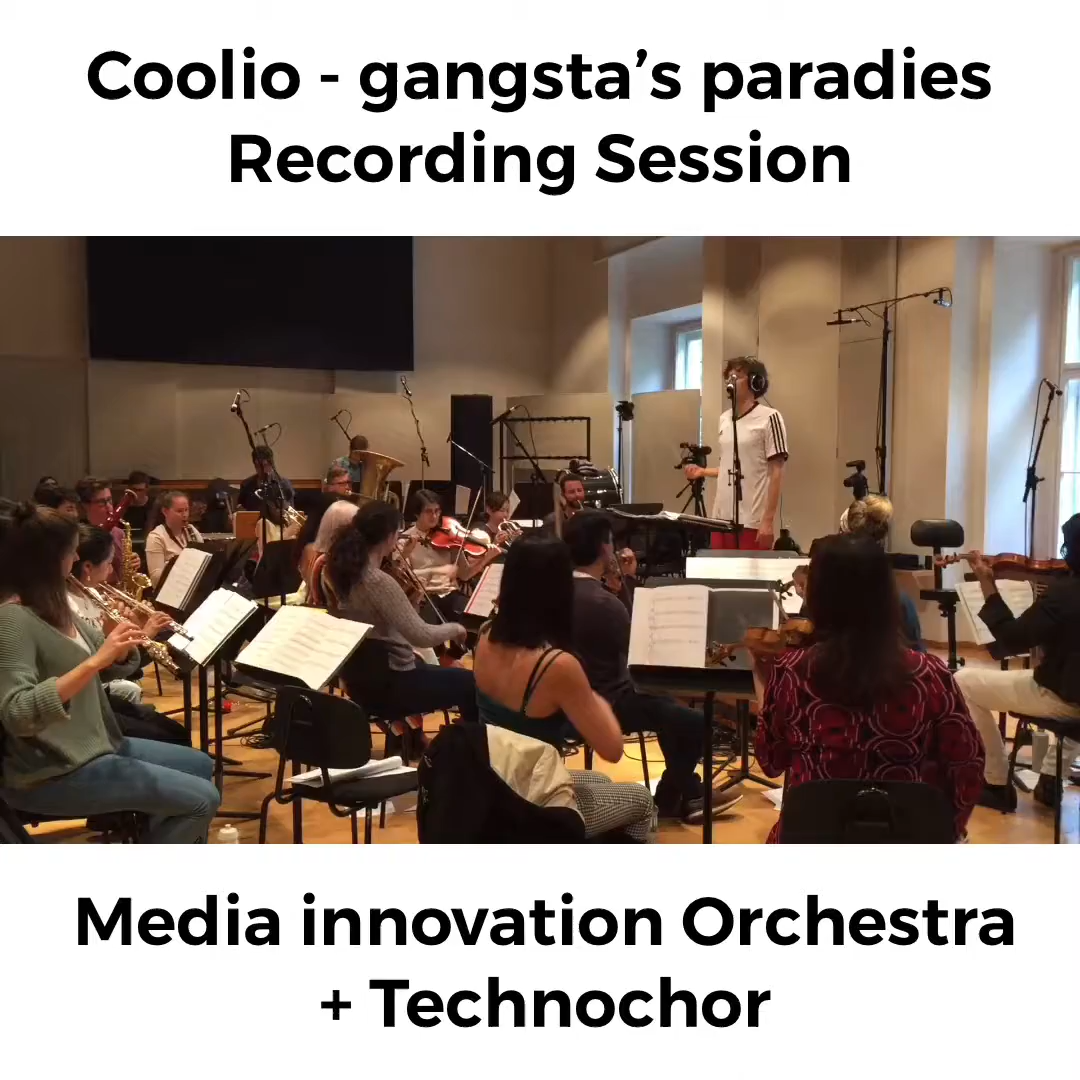 Coolio - gangsta’s paradies
Recording Session
Media innovation Orchestra
+ Technochor